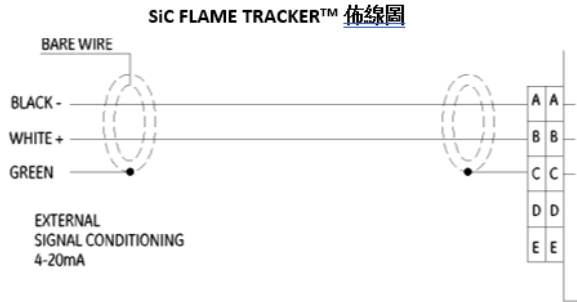 SiC FLAME TRACKER™ 佈線圖
BARE WIRE
BLACK -
WHITE +
GREEN
A A
B B
C C
D D
E E
EXTERNAL
SIGNAL CONDITIONING
4-20mA